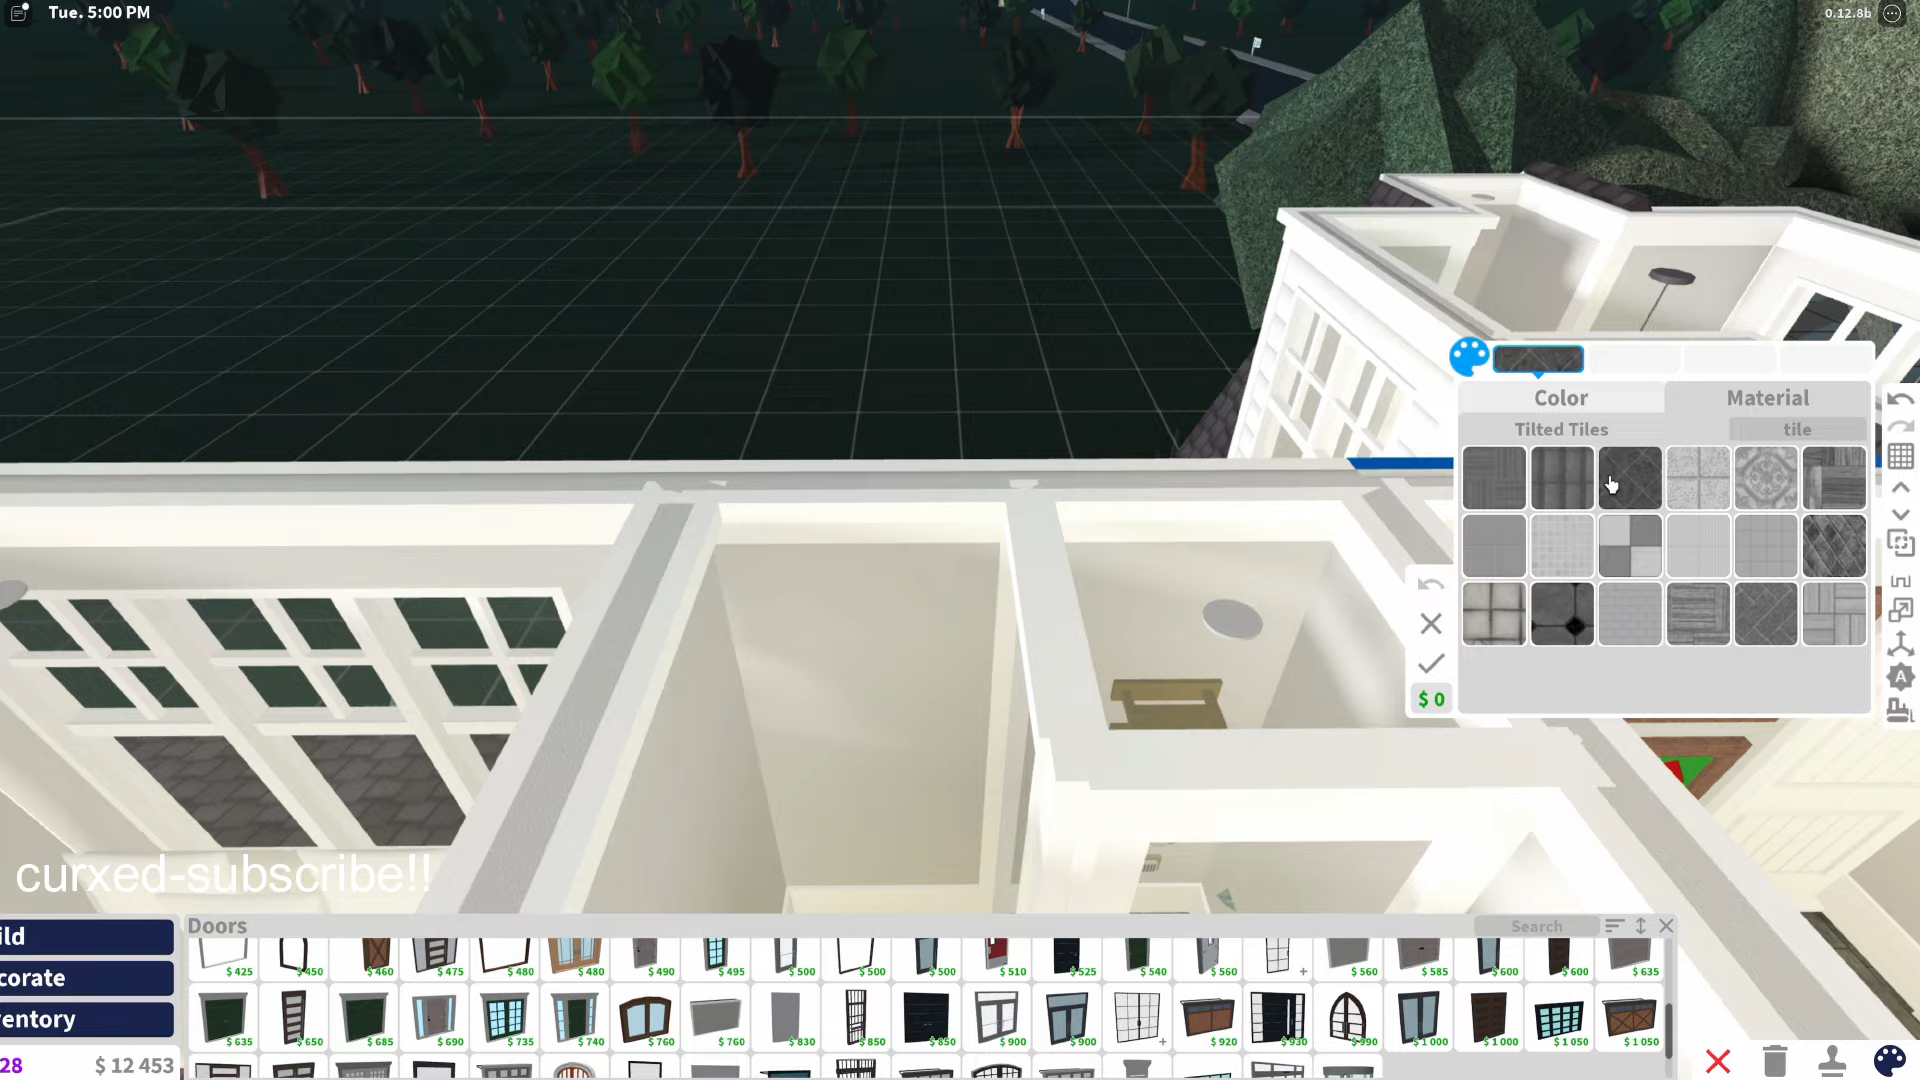 Tue. 5:00 PM
0.12.8b
Color
Material
Tilted Tiles
tile
A
$ 0
curxed-subscribe!!
Doors
Search
ild
$ 425
$ 450
$ 460
$ 475
$ 480
$ 480
$ 490
$ 495
$ 500
$ 500
$ 500
$ 510
$ 525
$ 540
$ 560
+
$ 560
$ 585
$ 600
$ 600
$ 635
corate
entory
$ 635
$ 650
$ 685
$ 690
$ 735
$ 740
$ 760
$ 760
$ 830
$ 850
$ 850
$ 900
$ 900
+
$ 920
$ 930
$ 990
$ 1 000
$ 1 000
$ 1 050
$ 1 050
28
$ 12 453